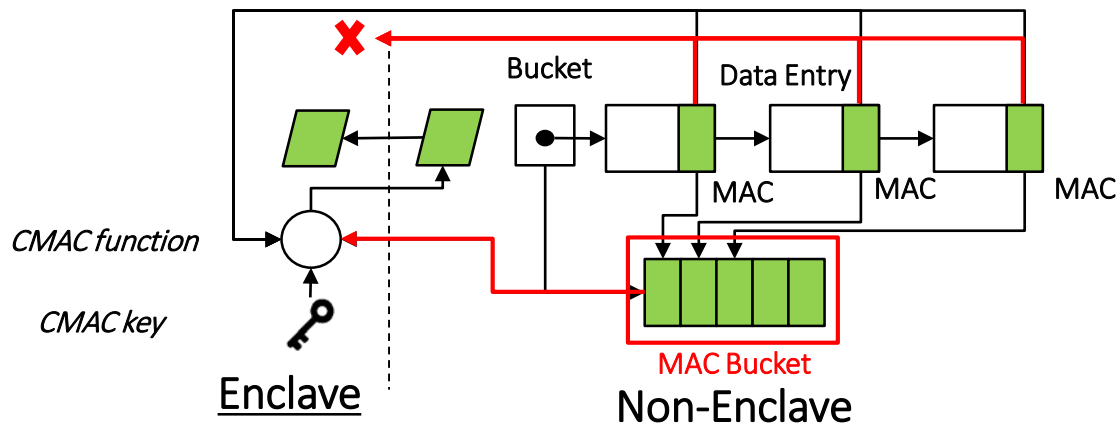 Bucket
Data Entry
MAC
MAC
MAC
CMAC function
CMAC key
MAC Bucket
Enclave
Non-Enclave